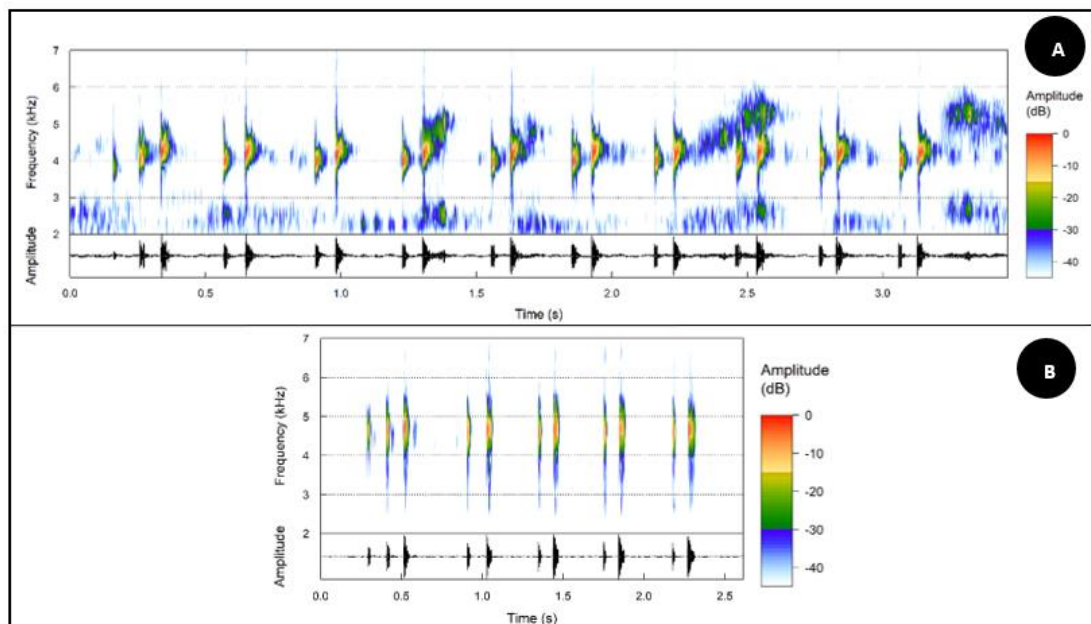 A
7
6
5
4
3
2
Frequency (kHz)
Amplitude
0.0 0.5 1.0 1.5 2.0 2.5 3.0
Time (s)
Amplitude
(dB)
0
-10
-20
-30
-40
B
7
6
5
4
3
2
Frequency (kHz)
Amplitude
0.0 0.5 1.0 1.5 2.0 2.5
Time (s)
Amplitude
(dB)
0
-10
-20
-30
-40